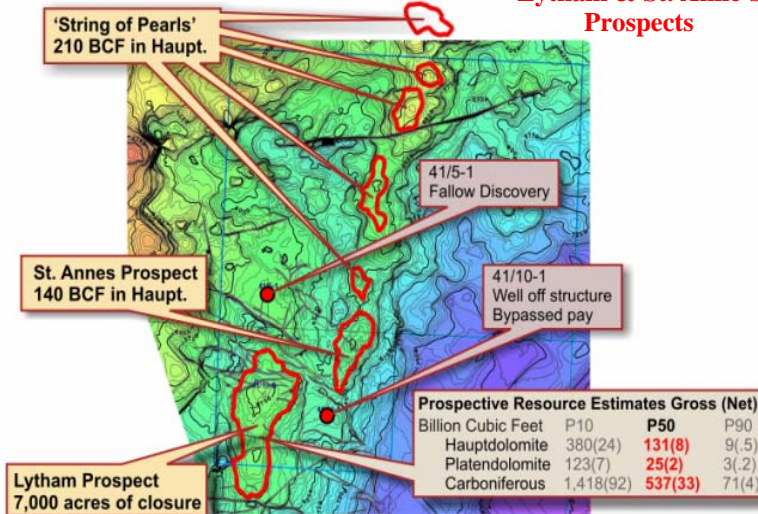 Lytham & St. Anne's
Prospects
'String of Pearls'
210 BCF in Haupt.
41/5-1
Fallow Discovery
St. Annes Prospect
140 BCF in Haupt.
41/10-1
Well off structure
Bypassed pay
Prospective Resource Estimates Gross (Net)
Billion Cubic Feet P10 P50 P90
Hauptdolomite 380(24) 131(8) 9(.5)
Platendolomite 123(7) 25(2) 3(.2)
Carboniferous 1,418(92) 537(33) 71(4)
Lytham Prospect
7,000 acres of closure